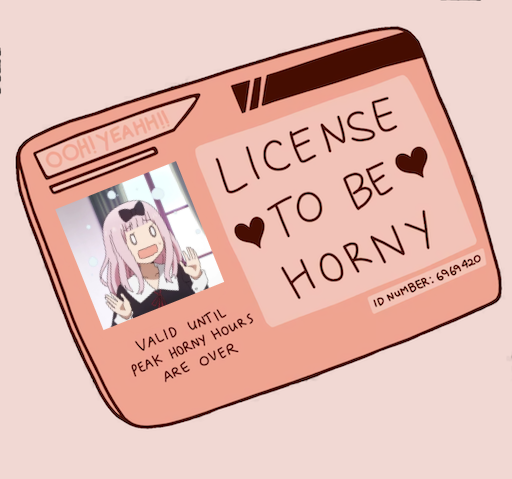 OOH! YEAHH!!
LICENSE
TO BE
HORNY
ID NUMBER: 6969420
VALID UNTIL
PEAK HORNY HOURS
ARE OVER